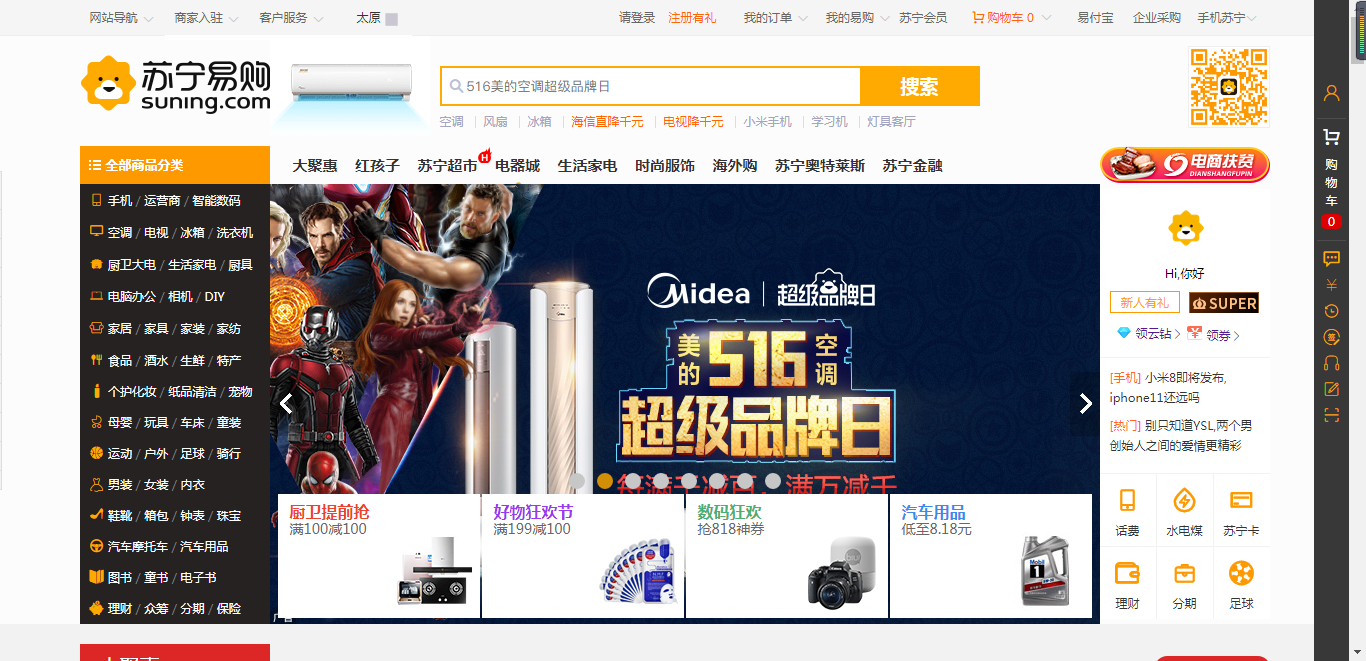 网站导航 商家入驻 客户服务 太原 请登录 注册有礼 我的订单 我的易购 苏宁会员 购物车 0 易付宝 企业采购 手机苏宁
苏宁易购
suning.com
516美的空调超级品牌日 搜索
空调 风扇 冰箱 海信直降千元 电视降千元 小米手机 学习机 灯具客厅
全部商品分类
大聚惠 红孩子 苏宁超市 H 电器城 生活家电 时尚服饰 海外购 苏宁奥特莱斯 苏宁金融
电商扶贫
DIANSHANGFUPIN
手机 / 运营商 / 智能数码
空调 / 电视 / 冰箱 / 洗衣机
厨卫大电 / 生活家电 / 厨具
电脑办公 / 相机 / DIY
家居 / 家具 / 家装 / 家纺
食品 / 酒水 / 生鲜 / 特产
个护化妆 / 纸品清洁 / 宠物
母婴 / 玩具 / 车床 / 童装
运动 / 户外 / 足球 / 骑行
男装 / 女装 / 内衣
鞋靴 / 箱包 / 钟表 / 珠宝
汽车摩托车 / 汽车用品
图书 / 童书 / 电子书
理财 / 众筹 / 分期 / 保险
Midea 超级品牌日
美的 516 空调
超级品牌日
每满千减百，满万减千
厨卫提前抢
满100减100
好物狂欢节
满199减100
数码狂欢
抢818神券
汽车用品
低至8.18元
Mobil
1
广告
Hi,你好
新人有礼 SUPER
领云钻 领券
[手机] 小米8即将发布,
iphone11还远吗
[热门] 别只知道YSL,两个男
创始人之间的爱情更精彩
话费 水电煤 苏宁卡
理财 分期 足球
购
物
车
0
大聚惠